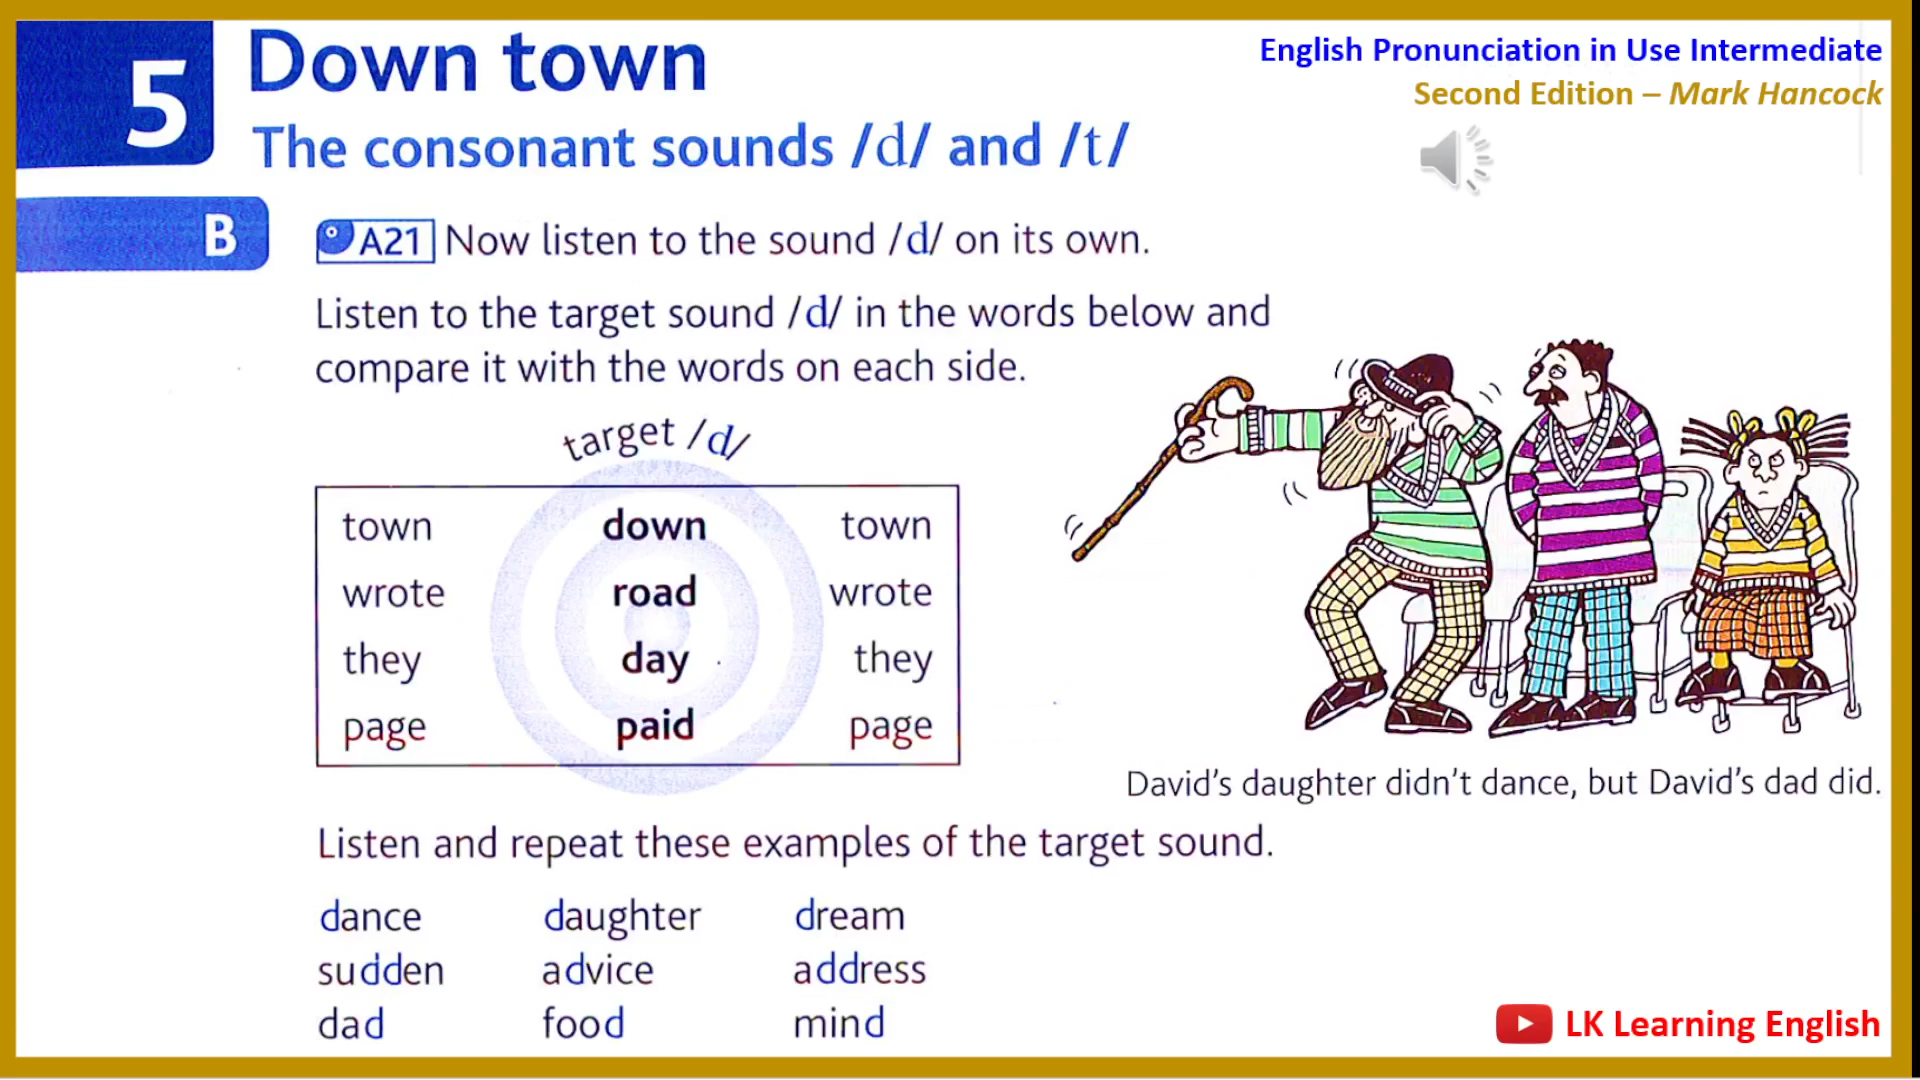 5
Down town
The consonant sounds /d/ and /t/
English Pronunciation in Use Intermediate
Second Edition – Mark Hancock
B
A21 Now listen to the sound /d/ on its own.
Listen to the target sound /d/ in the words below and
compare it with the words on each side.
target /d/
town down town
wrote road wrote
they day they
page paid page
David's daughter didn't dance, but David's dad did.
Listen and repeat these examples of the target sound.
dance daughter dream
sudden advice address
dad food mind
LK Learning English